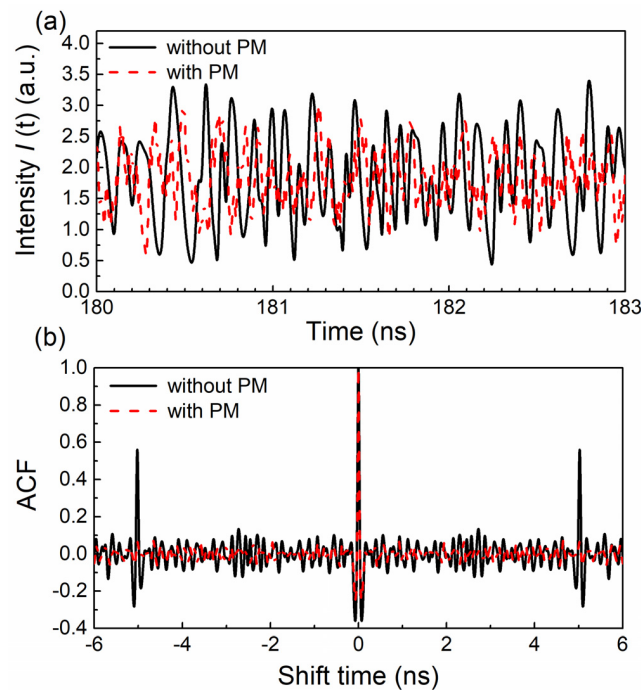 (a)
without PM
with PM
Intensity I (t) (a.u.)
4.0
3.5
3.0
2.5
2.0
1.5
1.0
0.5
0.0
180 181 182 183
Time (ns)
(b)
without PM
with PM
ACF
1.0
0.8
0.6
0.4
0.2
0.0
-0.2
-0.4
-6 -4 -2 0 2 4 6
Shift time (ns)